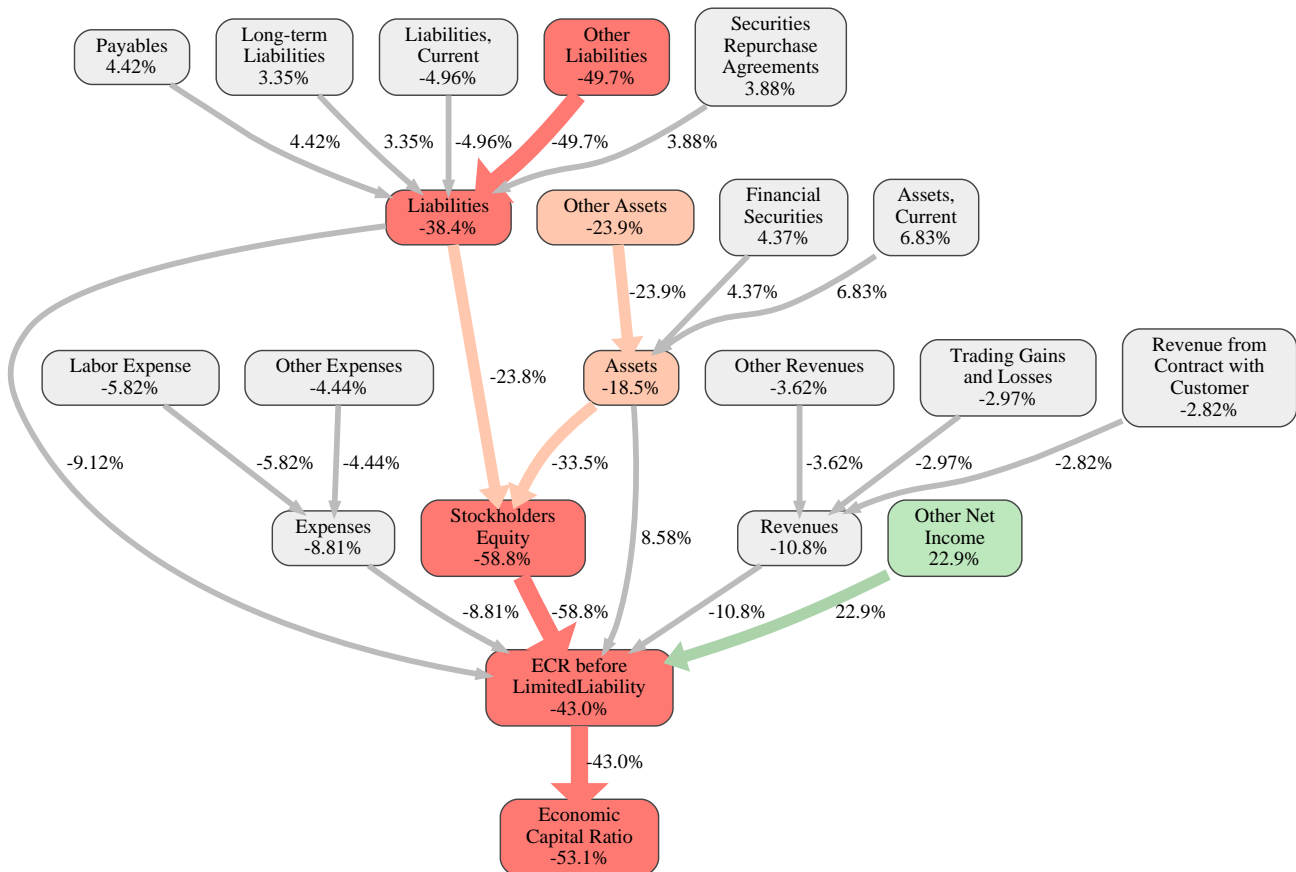 Payables
4.42%
Long-term
Liabilities
3.35%
Liabilities,
Current
-4.96%
Other
Liabilities
-49.7%
Securities
Repurchase
Agreements
3.88%
4.42%
3.35%
-4.96%
-49.7%
3.88%
Liabilities
-38.4%
Other Assets
-23.9%
Financial
Securities
4.37%
Assets,
Current
6.83%
-23.9%
4.37%
6.83%
Labor Expense
-5.82%
Other Expenses
-4.44%
-23.8%
Assets
-18.5%
Other Revenues
-3.62%
Trading Gains
and Losses
-2.97%
Revenue from
Contract with
Customer
-2.82%
-9.12%
-5.82%
-4.44%
-33.5%
-3.62%
-2.97%
-2.82%
Expenses
-8.81%
Stockholders
Equity
-58.8%
8.58%
Revenues
-10.8%
Other Net
Income
22.9%
-8.81%
-58.8%
-10.8%
22.9%
ECR before
LimitedLiability
-43.0%
-43.0%
Economic
Capital Ratio
-53.1%